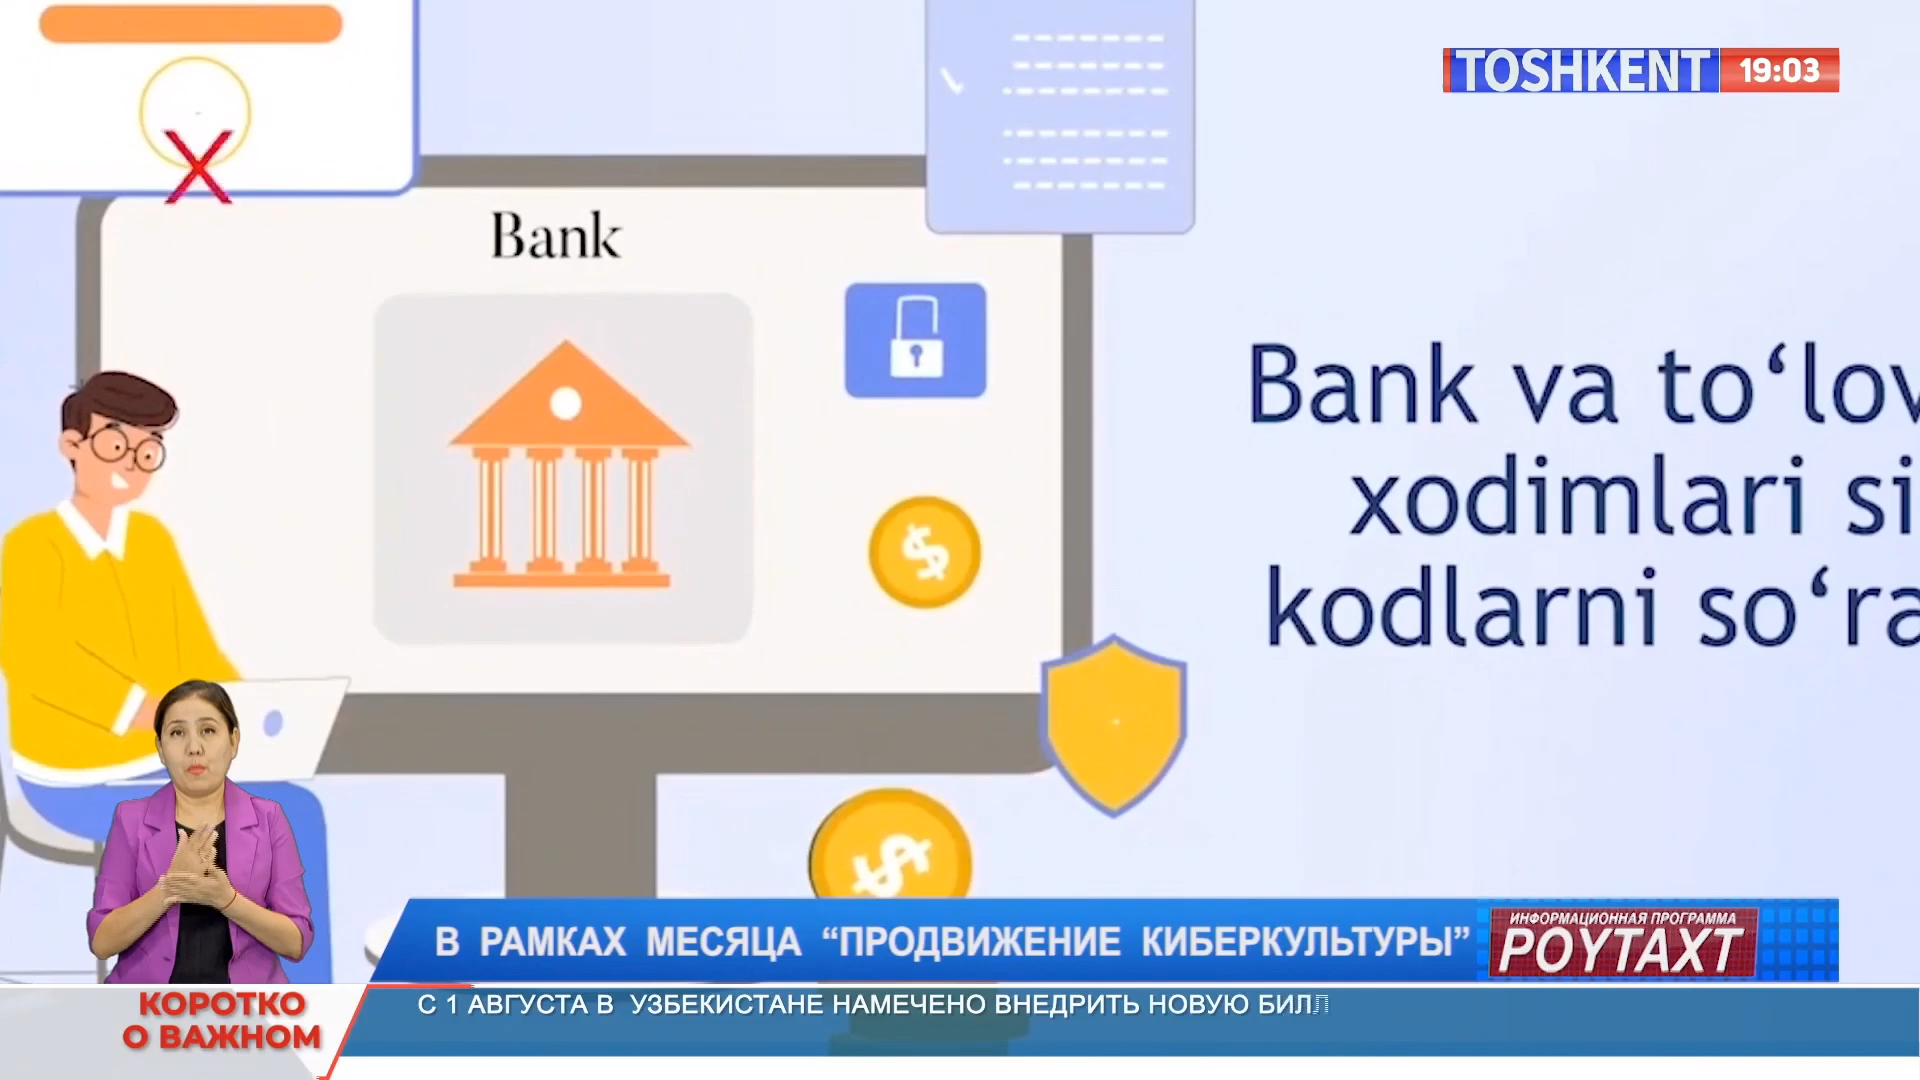 TOSHKENT 19:03
Bank
Bank va to‘lov
xodimlari si
kodlarni so‘ra
В РАМКАХ МЕСЯЦА “ПРОДВИЖЕНИЕ КИБЕРКУЛЬТУРЫ”
ИНФОРМАЦИОННАЯ ПРОГРАММА
POYTAXT
КОРОТКО
О ВАЖНОМ
С 1 АВГУСТА В УЗБЕКИСТАНЕ НАМЕЧЕНО ВНЕДРИТЬ НОВУЮ БИЛЛ